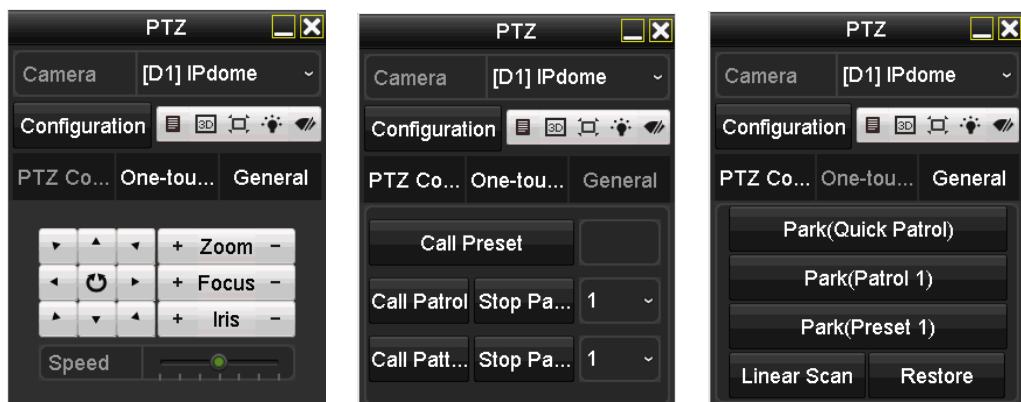 PTZ
Camera [D1] IPdome
Configuration 3D
PTZ Co... One-tou... General
+ Zoom -
+ Focus -
+ Iris -
Speed
PTZ
Camera [D1] IPdome
Configuration 3D
PTZ Co... One-tou... General
Call Preset
Call Patrol Stop Pa... 1
Call Patt... Stop Pa... 1
PTZ
Camera [D1] IPdome
Configuration 3D
PTZ Co... One-tou... General
Park(Quick Patrol)
Park(Patrol 1)
Park(Preset 1)
Linear Scan Restore